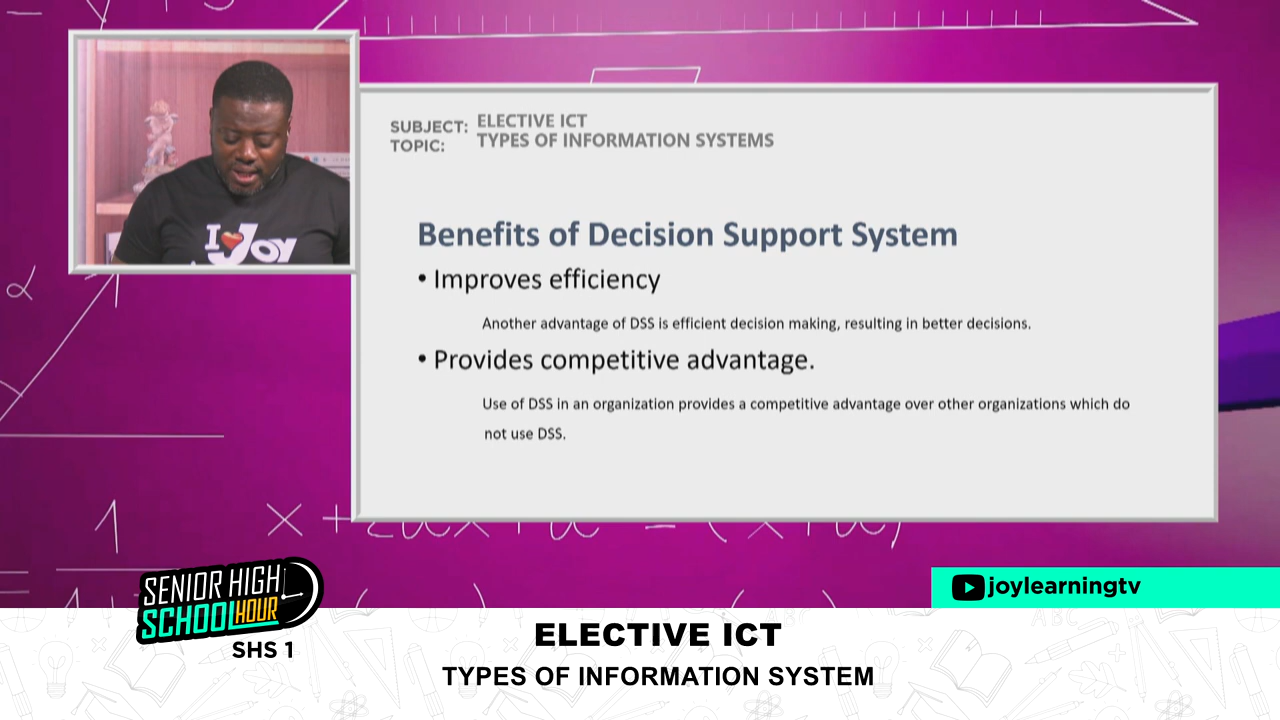 SUBJECT: ELECTIVE ICT
TOPIC: TYPES OF INFORMATION SYSTEMS
I ❤ Joy
Benefits of Decision Support System
• Improves efficiency
Another advantage of DSS is efficient decision making, resulting in better decisions.
• Provides competitive advantage.
Use of DSS in an organization provides a competitive advantage over other organizations which do
not use DSS.
SENIOR HIGH
SCHOOL HOUR
SHS 1
joylearningtv
ELECTIVE ICT
TYPES OF INFORMATION SYSTEM